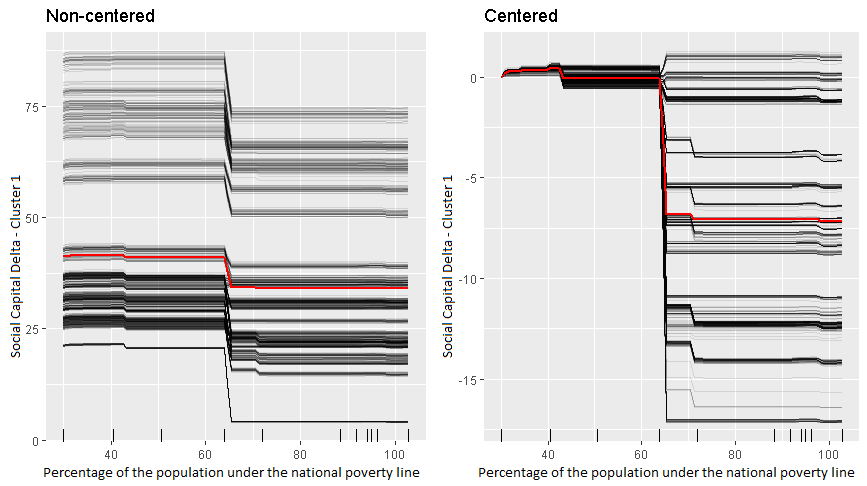 Non-centered
Social Capital Delta - Cluster 1
75
50
25
0
40
60
80
100
Percentage of the population under the national poverty line
Centered
Social Capital Delta - Cluster 1
0
-5
-10
-15
40
60
80
100
Percentage of the population under the national poverty line